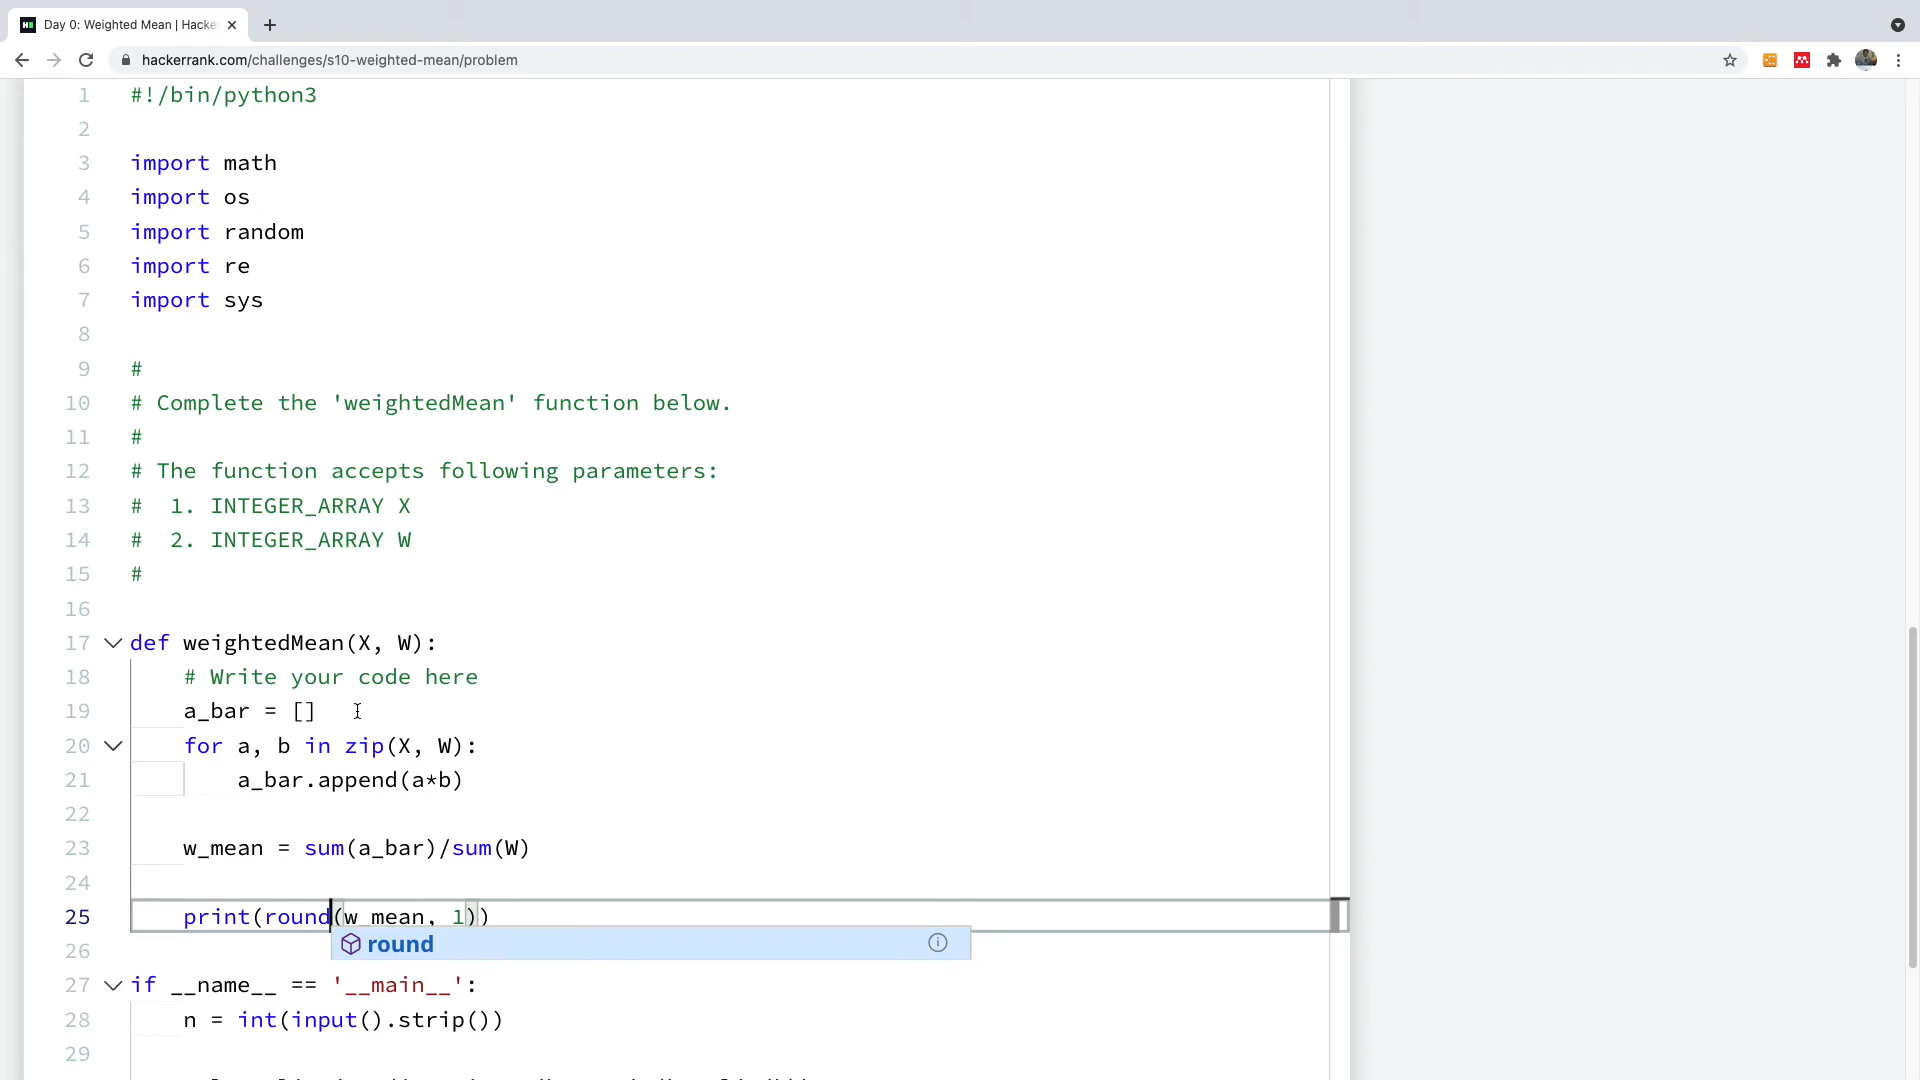 Day 0: Weighted Mean | Hacke
hackerrank.com/challenges/s10-weighted-mean/problem
1 #!/bin/python3
2
3 import math
4 import os
5 import random
6 import re
7 import sys
8
9 #
10 # Complete the 'weightedMean' function below.
11 #
12 # The function accepts following parameters:
13 #  1. INTEGER_ARRAY X
14 #  2. INTEGER_ARRAY W
15 #
16
17 def weightedMean(X, W):
18     # Write your code here
19     a_bar = []
20     for a, b in zip(X, W):
21         a_bar.append(a*b)
22
23     w_mean = sum(a_bar)/sum(W)
24
25     print(round(w_mean, 1))
round
26
27 if __name__ == '__main__':
28     n = int(input().strip())
29